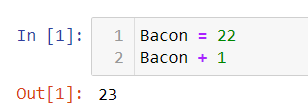 In [1]: 1 Bacon = 22
2 Bacon + 1
Out[1]: 23